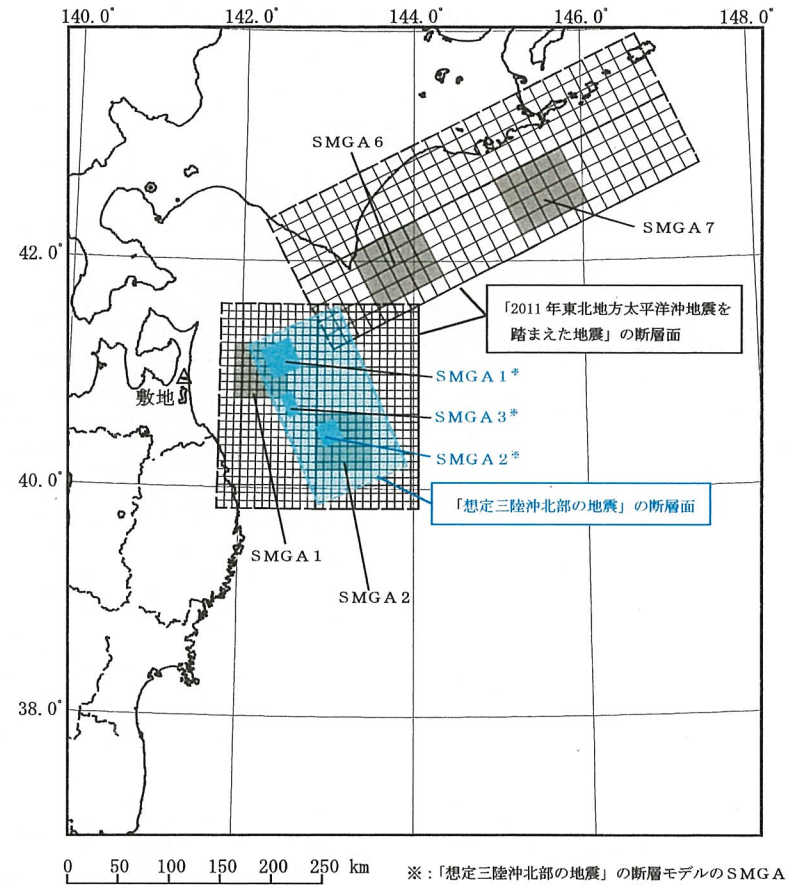 140.0°
142.0°
144.0°
146.0°
148.0°
SMGA6
SMGA7
42.0°
「2011年東北地方太平洋沖地震を
踏まえた地震」の断層面
SMGA1※
敷地
SMGA3※
SMGA2※
40.0°
「想定三陸沖北部の地震」の断層面
SMGA1
SMGA2
38.0°
0 50 100 150 200 250 km
※:「想定三陸沖北部の地震」の断層モデルのSMGA